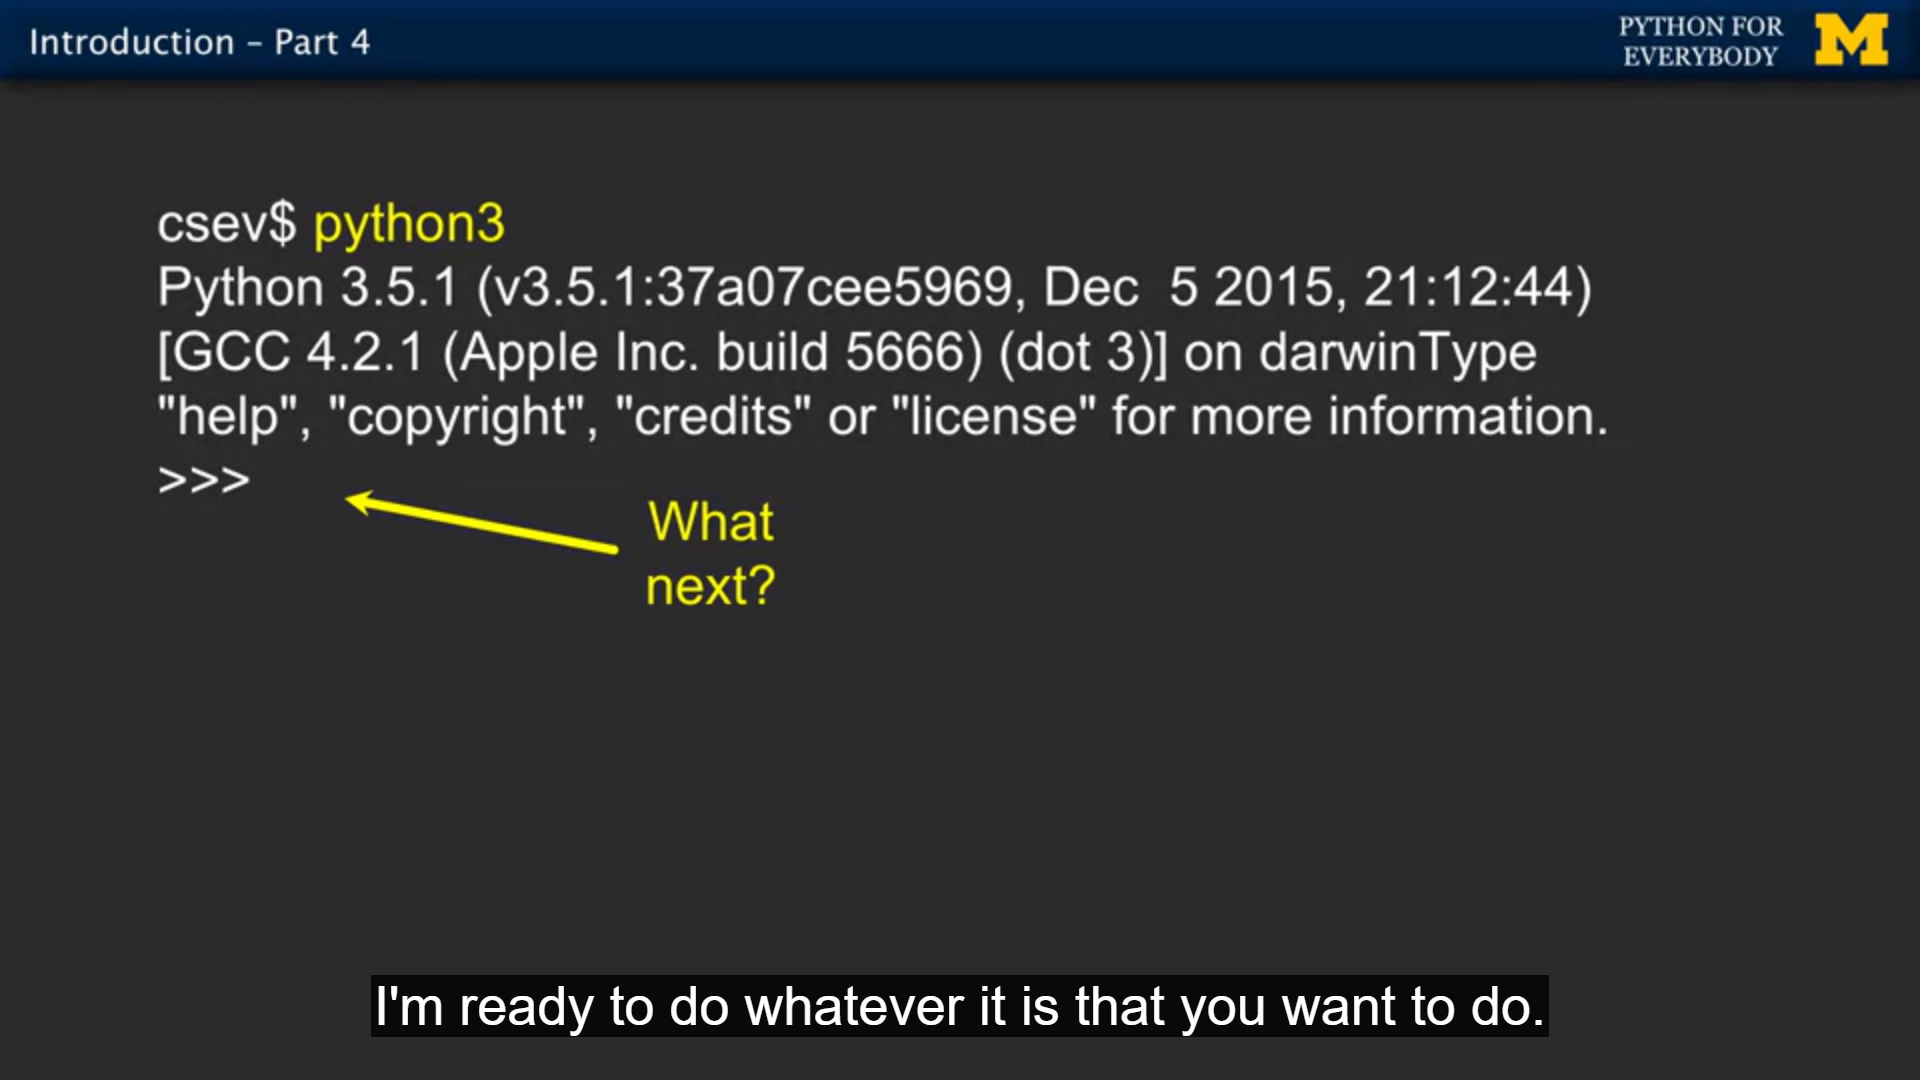 Introduction – Part 4
PYTHON FOR
EVERYBODY
M
csev$ python3
Python 3.5.1 (v3.5.1:37a07cee5969, Dec  5 2015, 21:12:44)
[GCC 4.2.1 (Apple Inc. build 5666) (dot 3)] on darwinType
"help", "copyright", "credits" or "license" for more information.
>>>
What
next?
I'm ready to do whatever it is that you want to do.